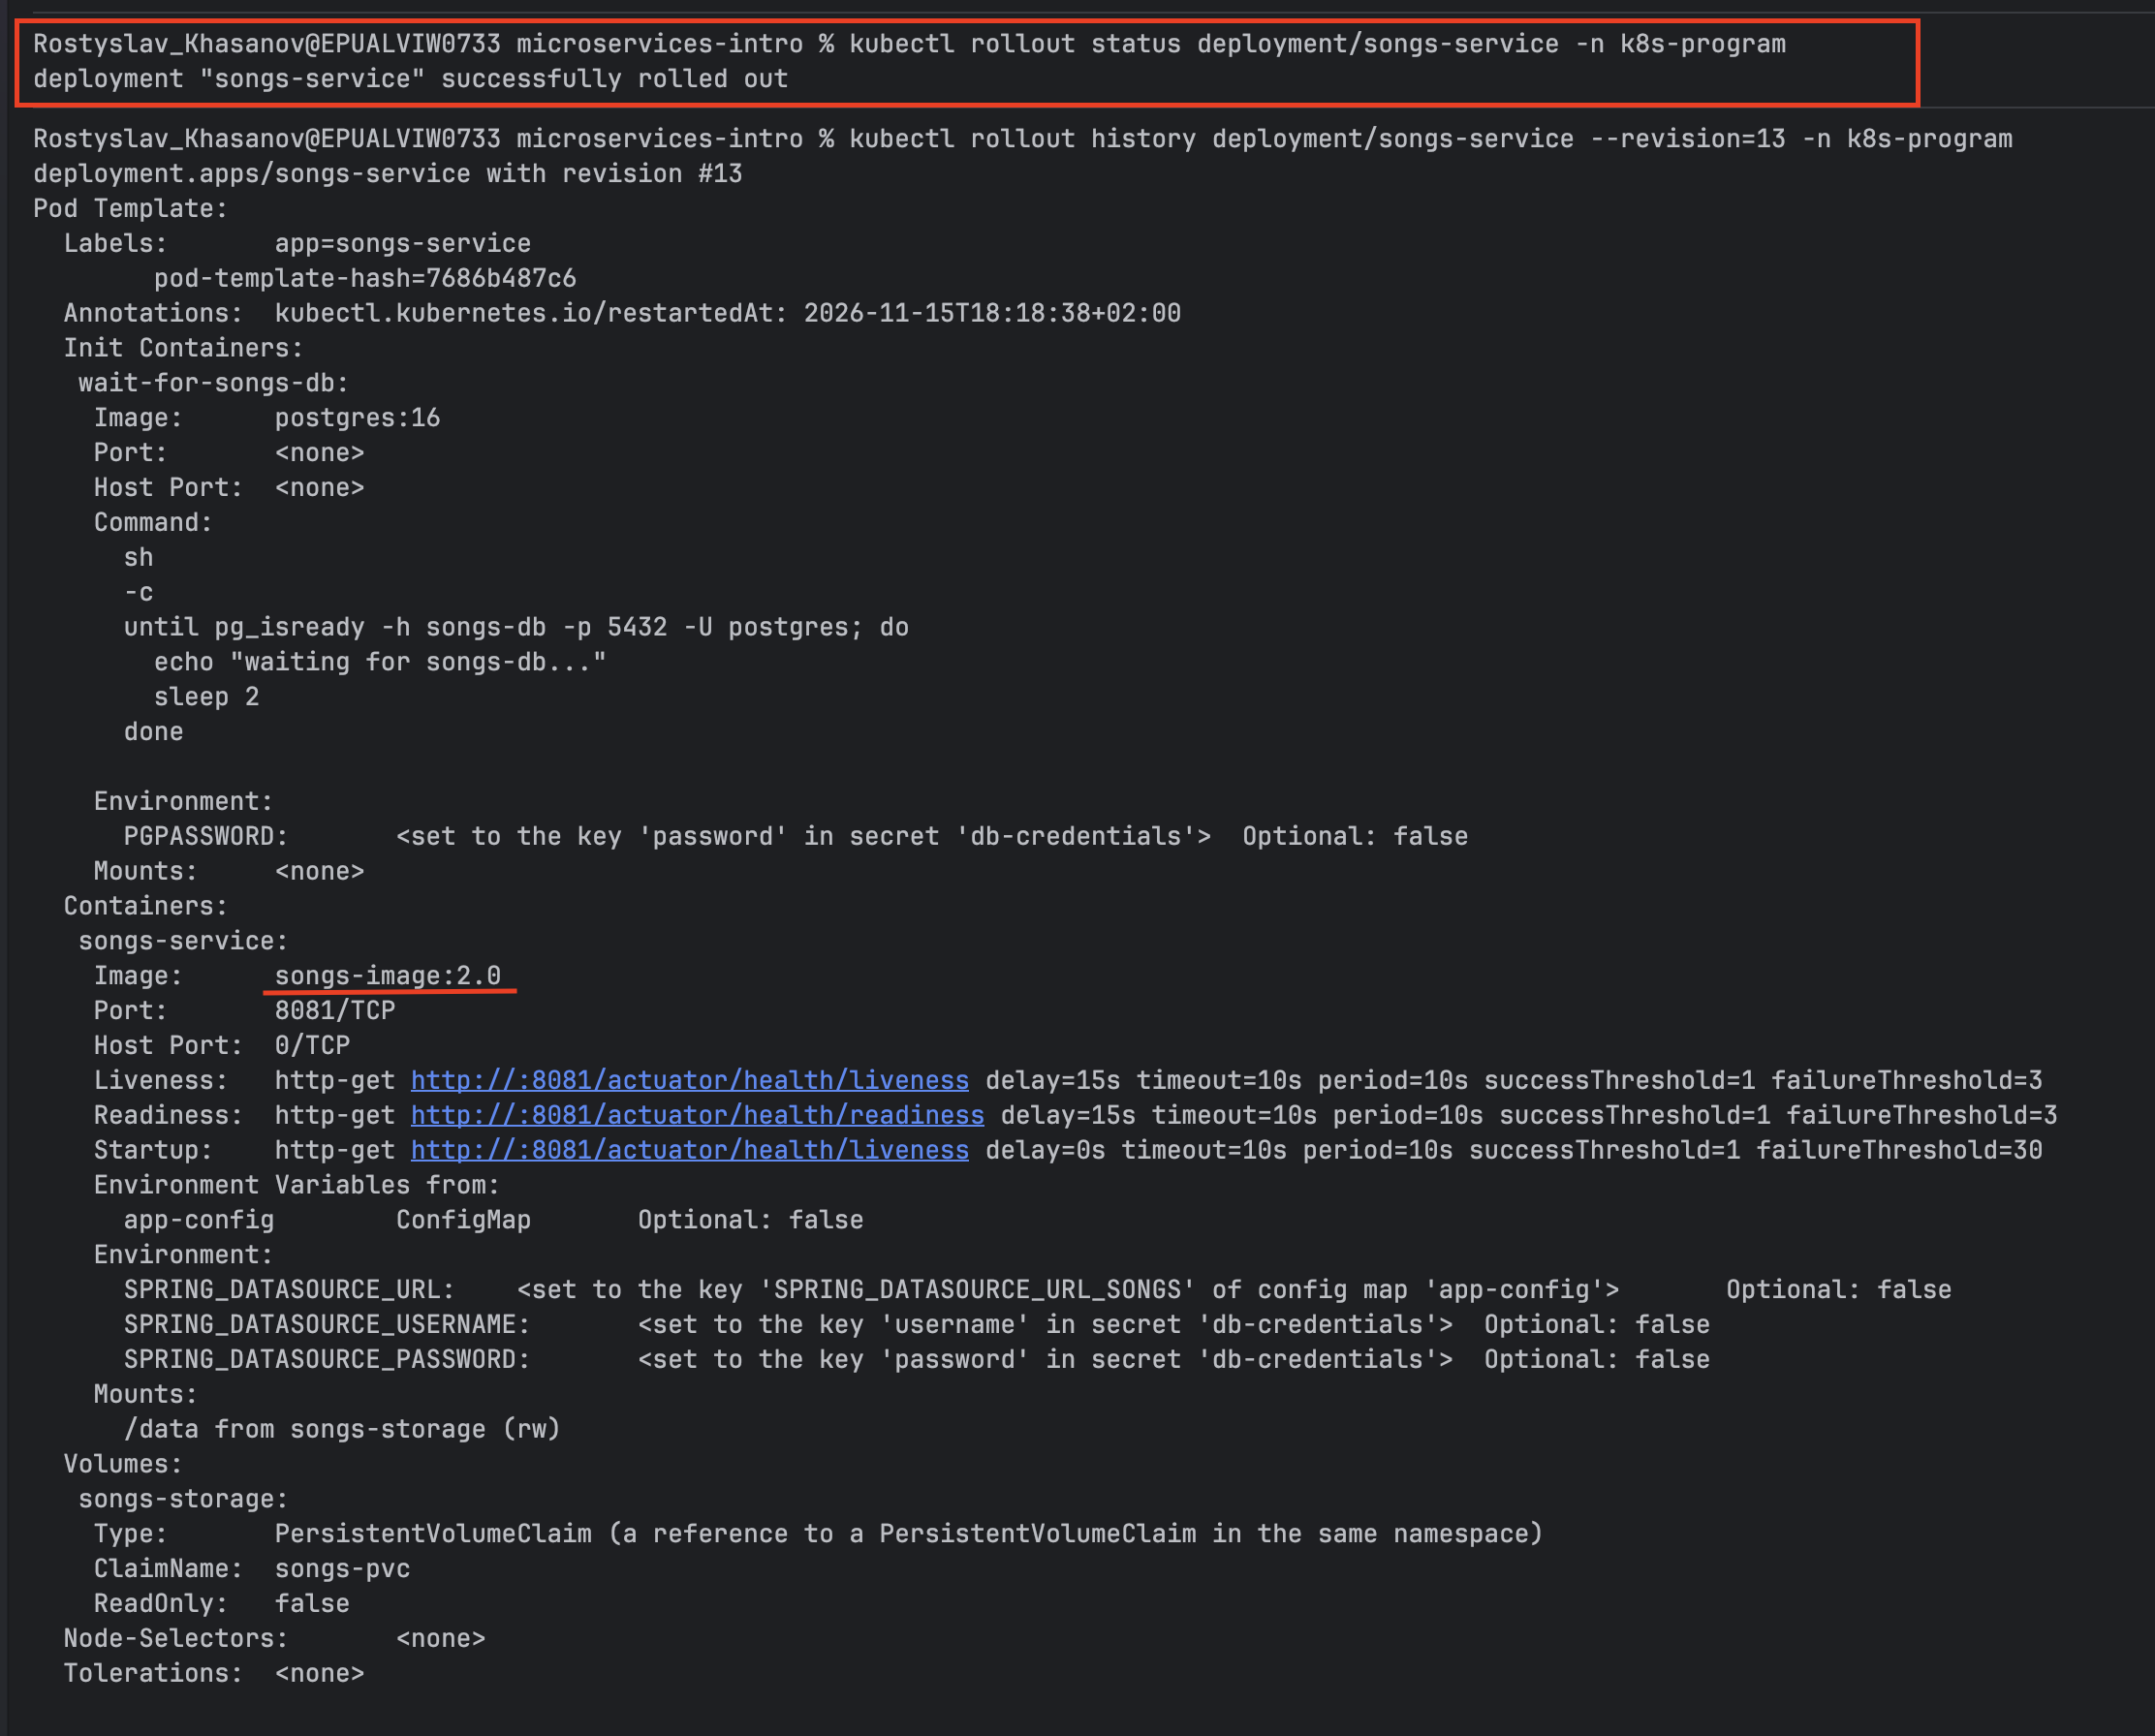 Rostyslav_Khasanov@EPUALVIW0733 microservices-intro % kubectl rollout status deployment/songs-service -n k8s-program
deployment "songs-service" successfully rolled out
Rostyslav_Khasanov@EPUALVIW0733 microservices-intro % kubectl rollout history deployment/songs-service --revision=13 -n k8s-program
deployment.apps/songs-service with revision #13
Pod Template:
  Labels:       app=songs-service
        pod-template-hash=7686b487c6
  Annotations:  kubectl.kubernetes.io/restartedAt: 2026-11-15T18:18:38+02:00
  Init Containers:
   wait-for-songs-db:
    Image:      postgres:16
    Port:       <none>
    Host Port:  <none>
    Command:
      sh
      -c
      until pg_isready -h songs-db -p 5432 -U postgres; do
        echo "waiting for songs-db..."
        sleep 2
      done
    Environment:
      PGPASSWORD:       <set to the key 'password' in secret 'db-credentials'>  Optional: false
    Mounts:     <none>
  Containers:
   songs-service:
    Image:      songs-image:2.0
    Port:       8081/TCP
    Host Port:  0/TCP
    Liveness:   http-get http://:8081/actuator/health/liveness delay=15s timeout=10s period=10s successThreshold=1 failureThreshold=3
    Readiness:  http-get http://:8081/actuator/health/readiness delay=15s timeout=10s period=10s successThreshold=1 failureThreshold=3
    Startup:    http-get http://:8081/actuator/health/liveness delay=0s timeout=10s period=10s successThreshold=1 failureThreshold=30
    Environment Variables from:
      app-config        ConfigMap       Optional: false
    Environment:
      SPRING_DATASOURCE_URL:    <set to the key 'SPRING_DATASOURCE_URL_SONGS' of config map 'app-config'>       Optional: false
      SPRING_DATASOURCE_USERNAME:       <set to the key 'username' in secret 'db-credentials'>  Optional: false
      SPRING_DATASOURCE_PASSWORD:       <set to the key 'password' in secret 'db-credentials'>  Optional: false
    Mounts:
      /data from songs-storage (rw)
  Volumes:
   songs-storage:
    Type:       PersistentVolumeClaim (a reference to a PersistentVolumeClaim in the same namespace)
    ClaimName:  songs-pvc
    ReadOnly:   false
  Node-Selectors:       <none>
  Tolerations:  <none>